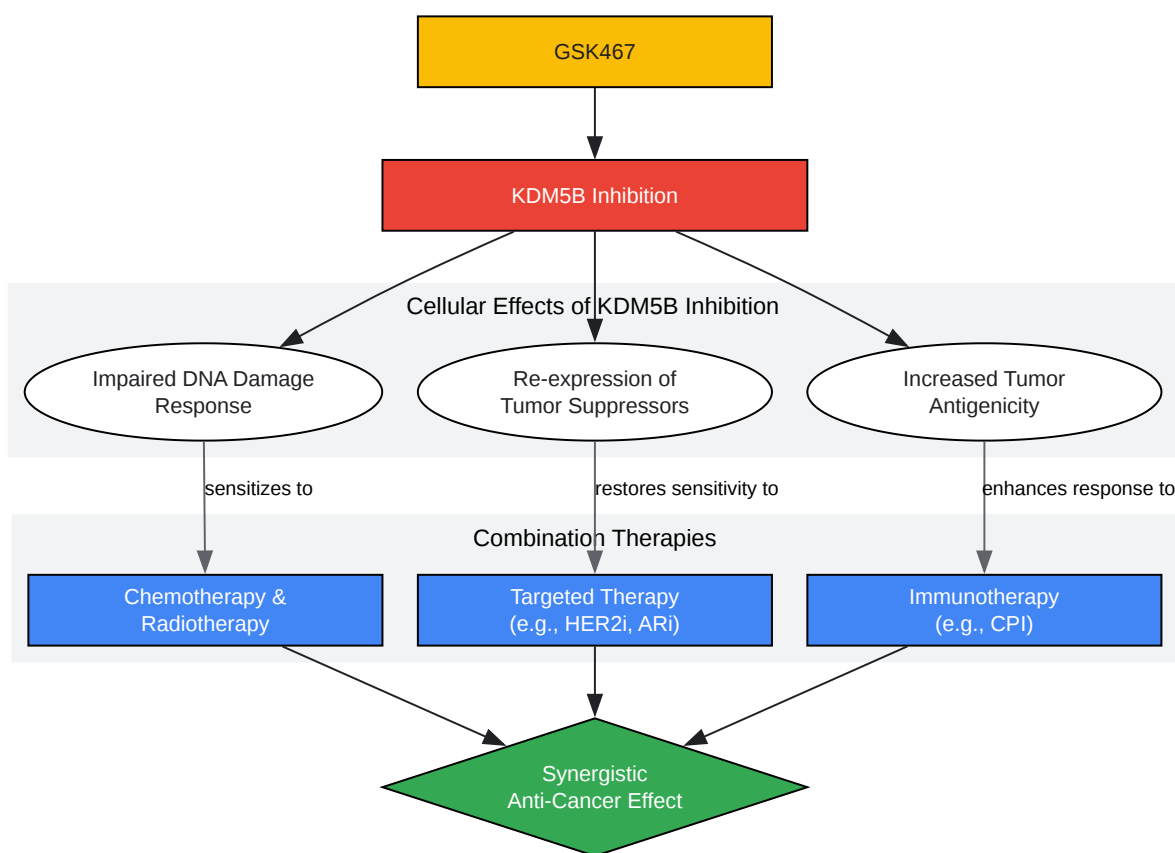 GSK467
KDM5B Inhibition
Cellular Effects of KDM5B Inhibition
Impaired DNA Damage
Response
Re-expression of
Tumor Suppressors
Increased Tumor
Antigenicity
sensitizes to
restores sensitivity to
enhances response to
Combination Therapies
Chemotherapy &
Radiotherapy
Targeted Therapy
(e.g., HER2i, ARi)
Immunotherapy
(e.g., CPI)
Synergistic
Anti-Cancer Effect